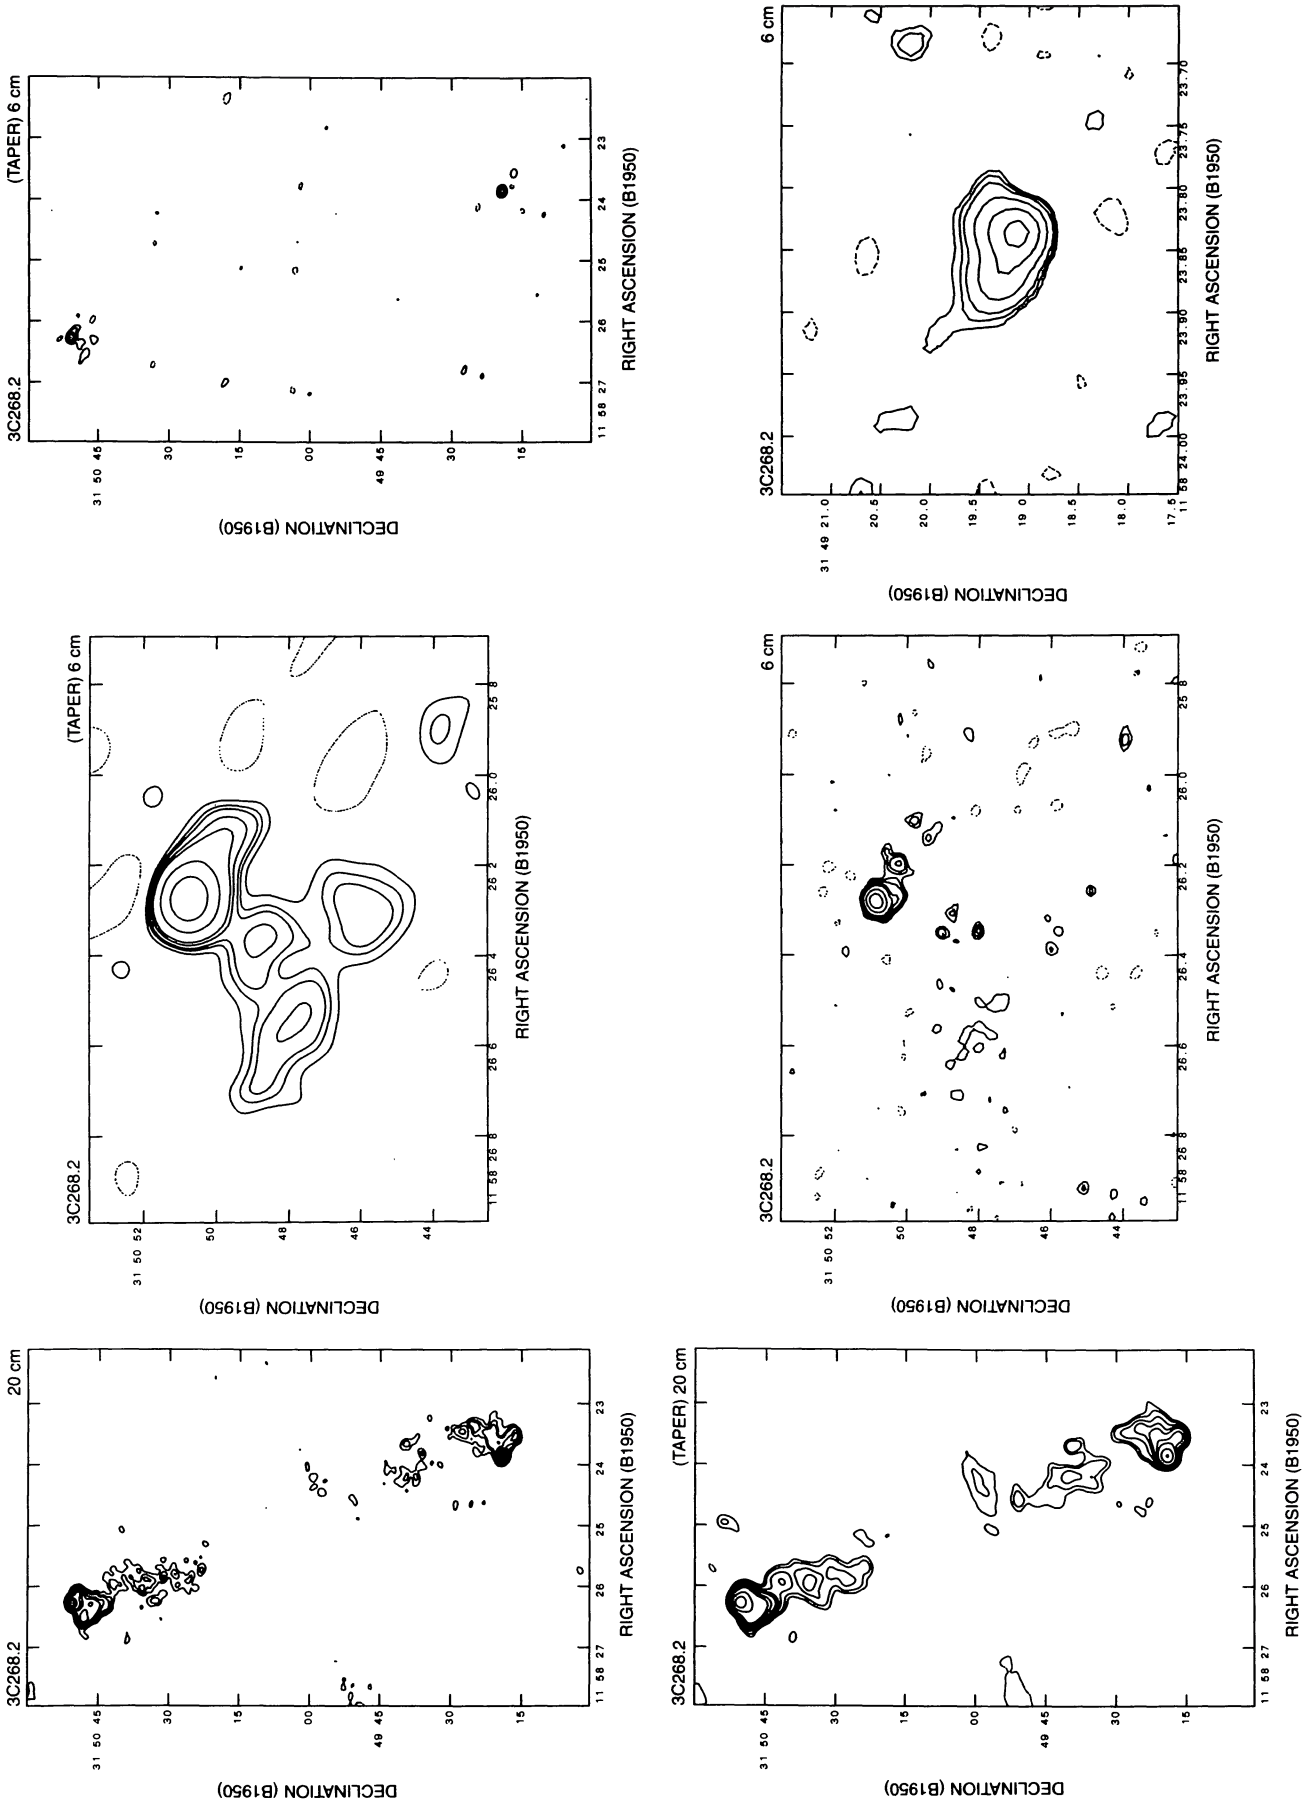 3C268.2 20 cm
DECLINATION (B1950)
31 50 45
30
15
00
49 45
30
15
11 58 27 26 25 24 23
RIGHT ASCENSION (B1950)
3C268.2 (TAPER) 6 cm
DECLINATION (B1950)
31 50 52
50
48
46
44
11 58 26.8 26.6 26.4 26.2 26.0 25.8
RIGHT ASCENSION (B1950)
3C268.2 (TAPER) 6 cm
DECLINATION (B1950)
31 50 45
30
15
00
49 45
30
15
11 58 27 26 25 24 23
RIGHT ASCENSION (B1950)
3C268.2 (TAPER) 20 cm
DECLINATION (B1950)
31 50 45
30
15
00
49 45
30
15
11 58 27 26 25 24 23
RIGHT ASCENSION (B1950)
3C268.2 6 cm
DECLINATION (B1950)
31 50 52
50
48
46
44
11 58 26.8 26.6 26.4 26.2 26.0 25.8
RIGHT ASCENSION (B1950)
3C268.2 6 cm
DECLINATION (B1950)
31 49 21.0
20.5
20.0
19.5
19.0
18.5
18.0
17.5
11 58 24.00 23.95 23.90 23.85 23.80 23.75 23.70
RIGHT ASCENSION (B1950)